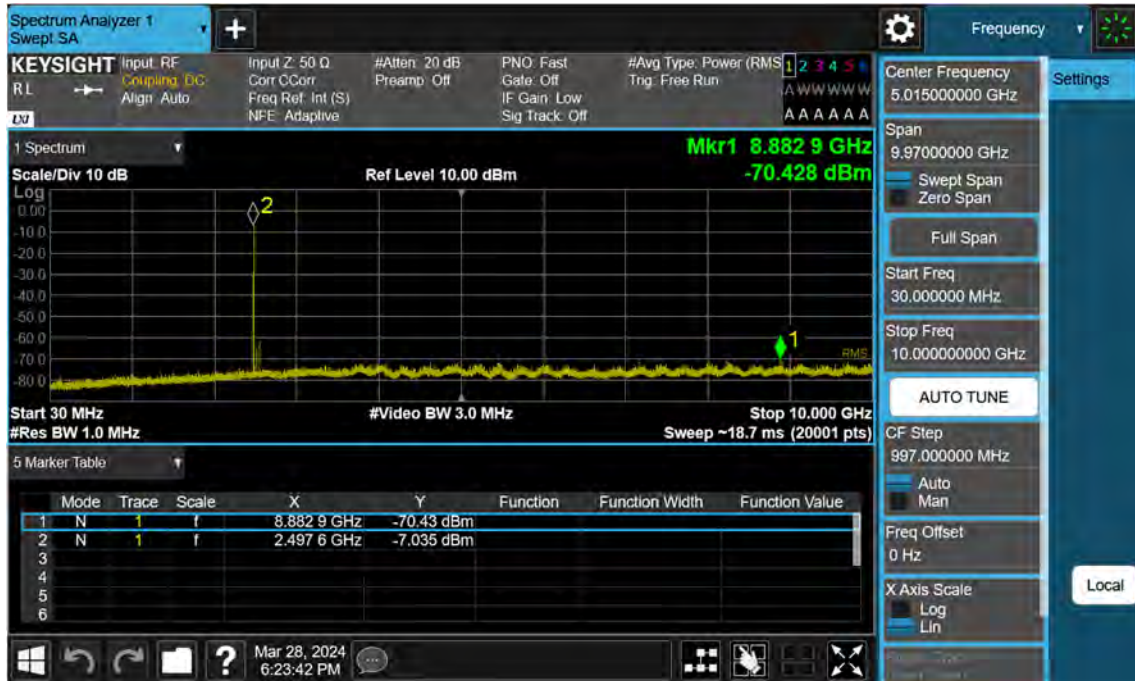 Spectrum Analyzer 1
Swept SA
Frequency
KEYSIGHT
RL
LXI
Input: RF
Coupling: DC
Align: Auto
Input Z: 50 Ω
Corr CCorr
Freq Ref: Int (S)
NFE: Adaptive
#Atten: 20 dB
Preamp: Off
PNO: Fast
Gate: Off
IF Gain: Low
Sig Track: Off
#Avg Type: Power (RMS
Trig: Free Run
1 2 3 4 5 6
A W W W W W
A A A A A A
1 Spectrum
Mkr1 8.882 9 GHz
Scale/Div 10 dB
Ref Level 10.00 dBm
-70.428 dBm
Log
0.00
-10.0
-20.0
-30.0
-40.0
-50.0
-60.0
-70.0
-80.0
2
1
RMS
Start 30 MHz
#Video BW 3.0 MHz
Stop 10.000 GHz
#Res BW 1.0 MHz
Sweep ~18.7 ms (20001 pts)
5 Marker Table
Mode Trace Scale X Y Function Function Width Function Value
1 N 1 f 8.882 9 GHz -70.43 dBm
2 N 1 f 2.497 6 GHz -7.035 dBm
3
4
5
6
Mar 28, 2024
6:23:42 PM
Center Frequency
5.015000000 GHz
Settings
Span
9.97000000 GHz
Swept Span
Zero Span
Full Span
Start Freq
30.000000 MHz
Stop Freq
10.000000000 GHz
AUTO TUNE
CF Step
997.000000 MHz
Auto
Man
Freq Offset
0 Hz
X Axis Scale
Log
Lin
Local